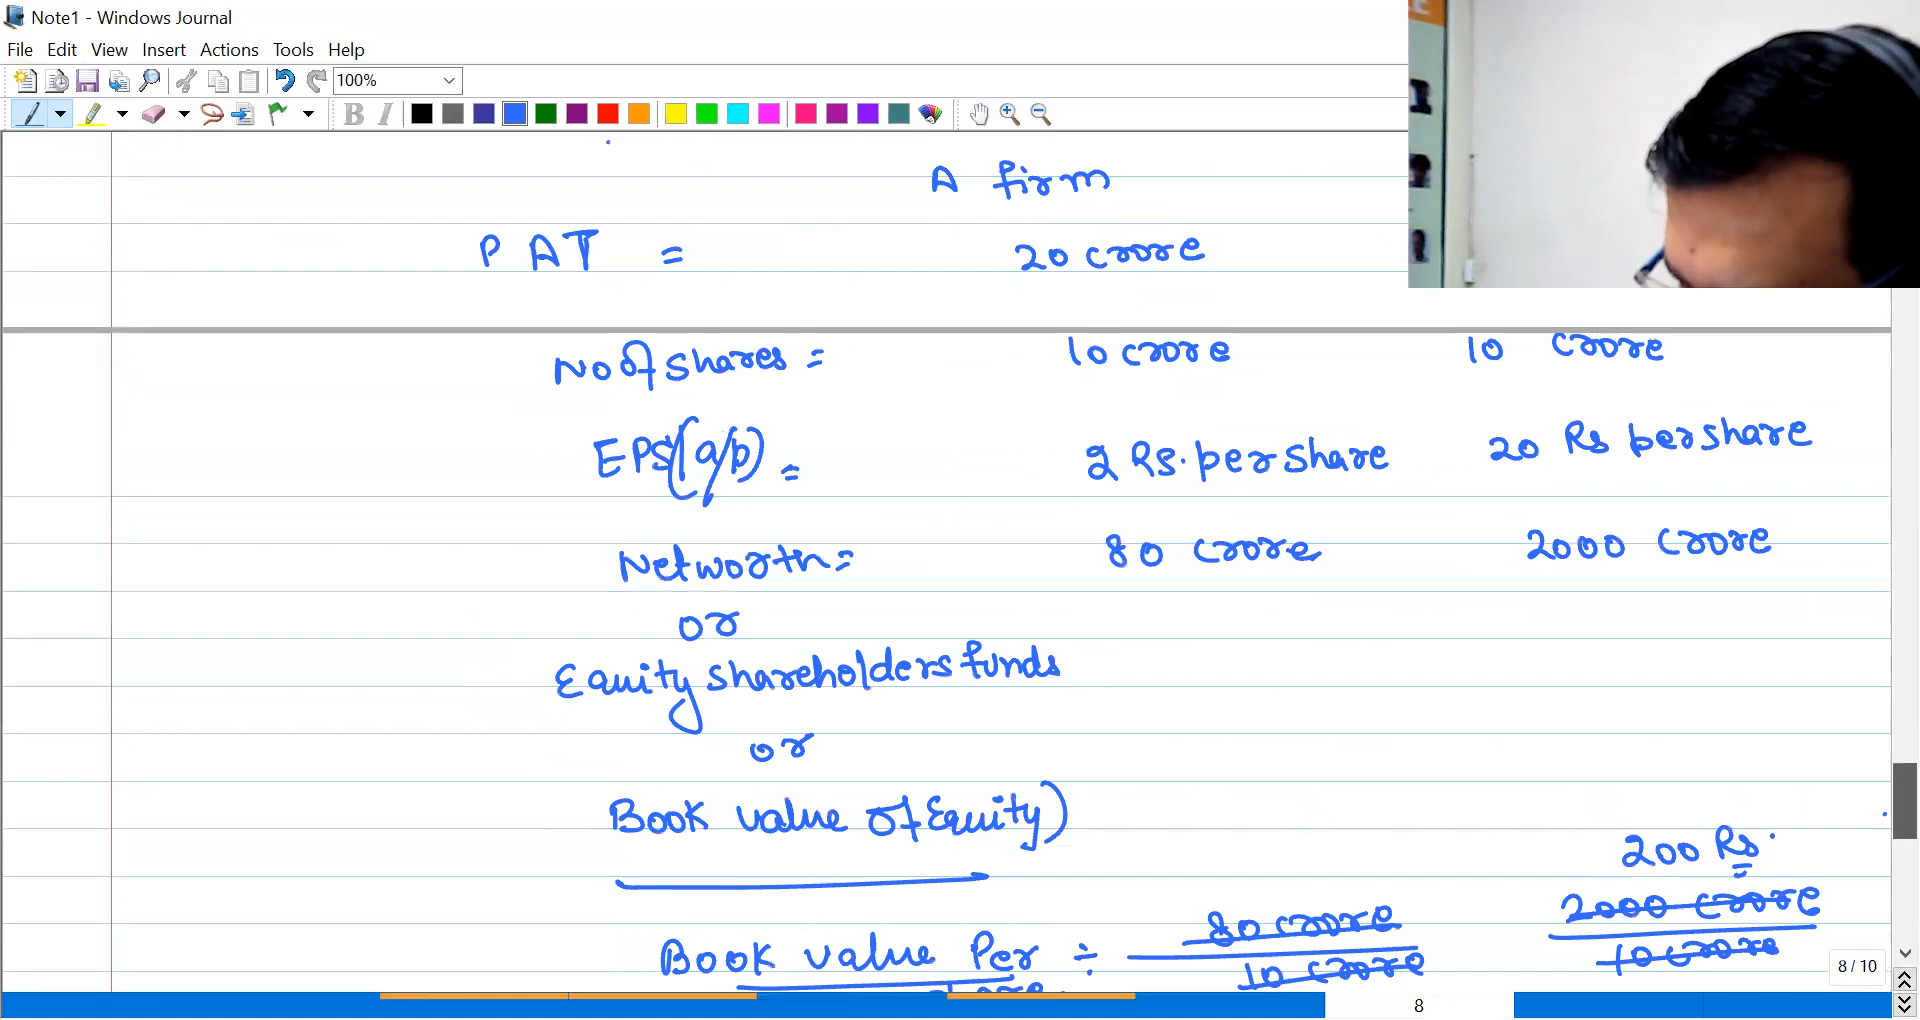 Note1 - Windows Journal
File Edit View Insert Actions Tools Help
100%
B I
A firm
PAT = 20 crore
No of shares = 10 crore 10 crore
EPS (a/b) = 2 Rs. per share 20 Rs per share
Networth = 80 crore 2000 crore
or
Equity shareholders funds
or
Book value of Equity)
200 Rs.
80 crore 2000 crore
Book value Per ÷
10 crore 10 crore
8 / 10
8